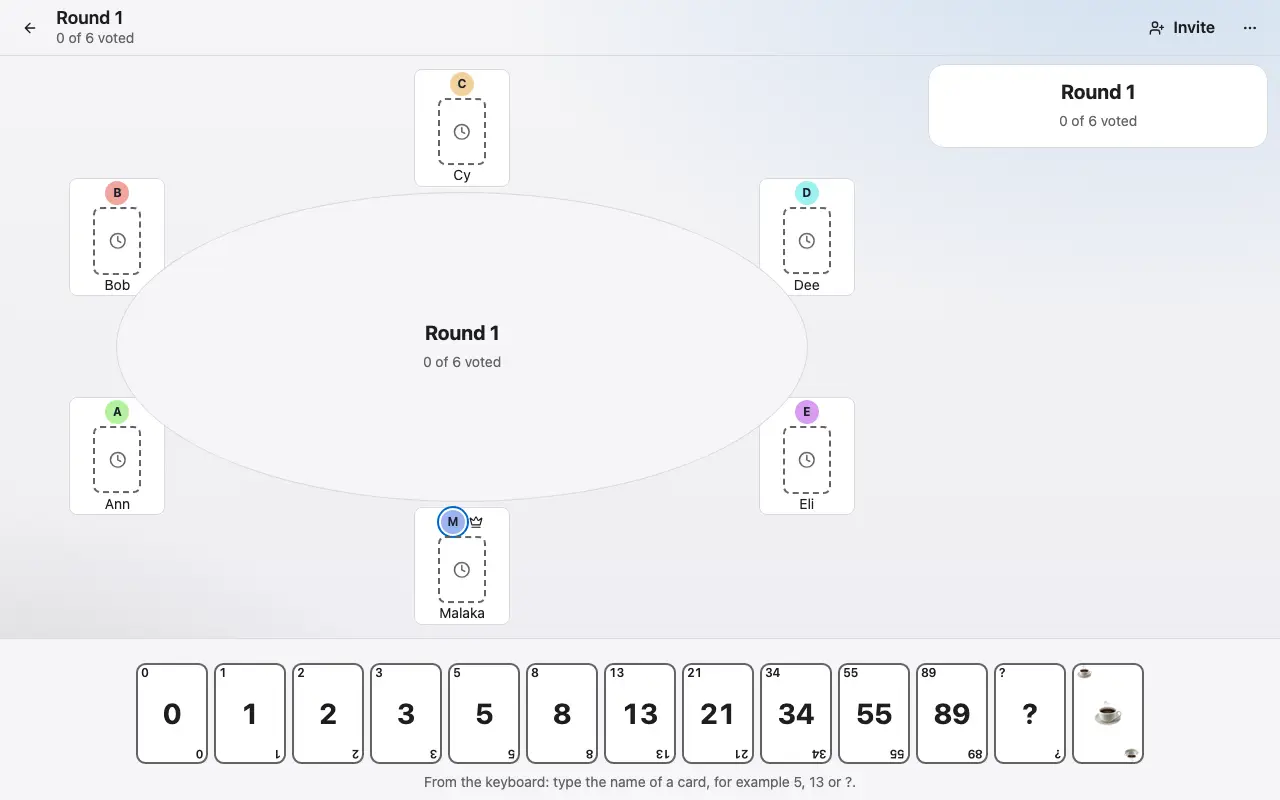 Round 1
0 of 6 voted
Invite
Round 1
0 of 6 voted
C
Cy
B
Bob
D
Dee
Round 1
0 of 6 voted
A
Ann
E
Eli
M
Malaka
0
0
0
1
1
1
2
2
2
3
3
3
5
5
5
8
8
8
13
13
13
21
21
21
34
34
34
55
55
55
89
89
89
?
?
?
From the keyboard: type the name of a card, for example 5, 13 or ?.